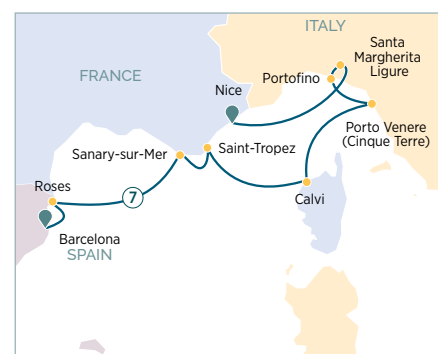 ITALY
Santa
Margherita
Ligure
FRANCE
Portofino
Nice
Porto Venere
(Cinque Terre)
Saint-Tropez
Sanary-sur-Mer
Roses
7
Calvi
Barcelona
SPAIN